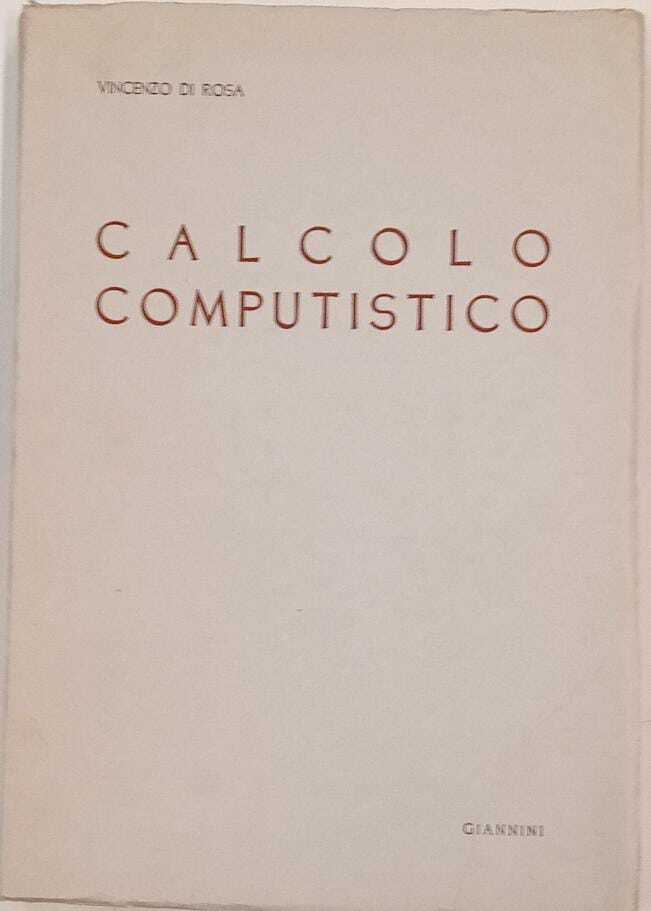 VINCENZO DI ROSA
CALCOLO
COMPUTISTICO
GIANNINI